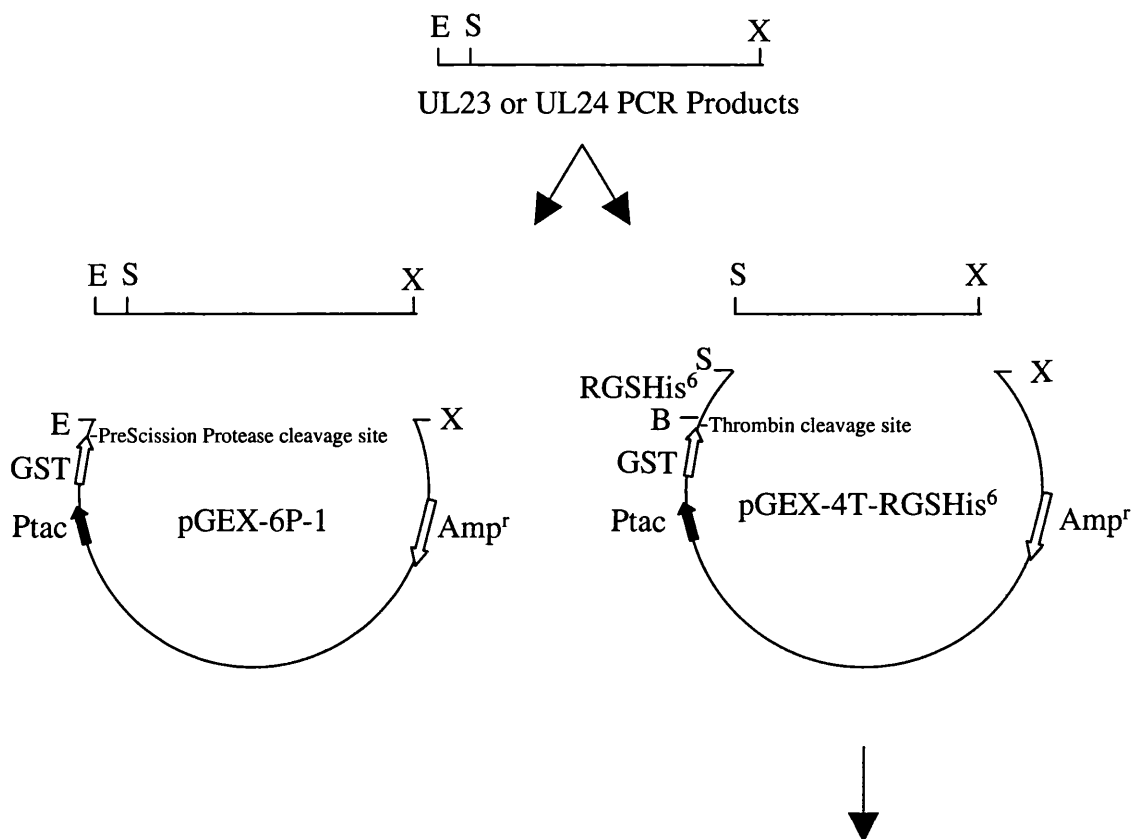 E S X
UL23 or UL24 PCR Products
E S X
S X
E X
PreScission Protease cleavage site
GST
Ptac
pGEX-6P-1
Ampʳ
S X
RGSHis⁶
B
Thrombin cleavage site
GST
Ptac
pGEX-4T-RGSHis⁶
Ampʳ